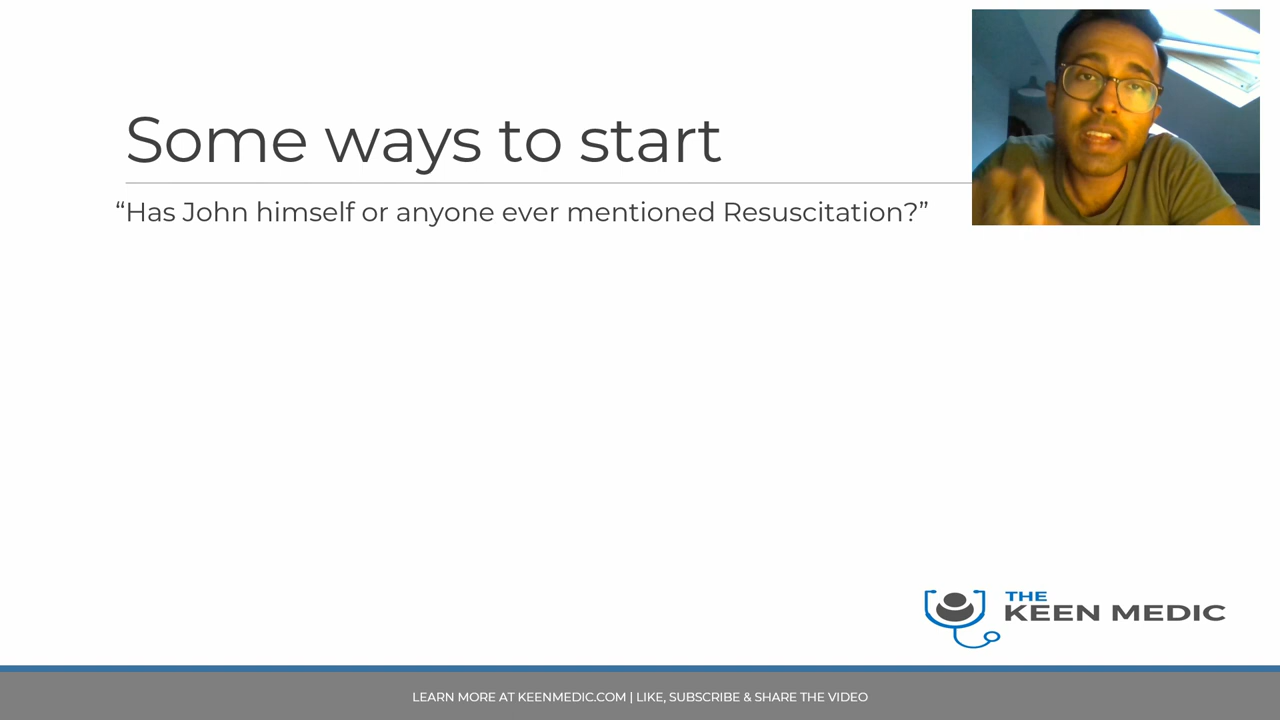 Some ways to start
“Has John himself or anyone ever mentioned Resuscitation?”
THE
KEEN MEDIC
LEARN MORE AT KEENMEDIC.COM | LIKE, SUBSCRIBE & SHARE THE VIDEO